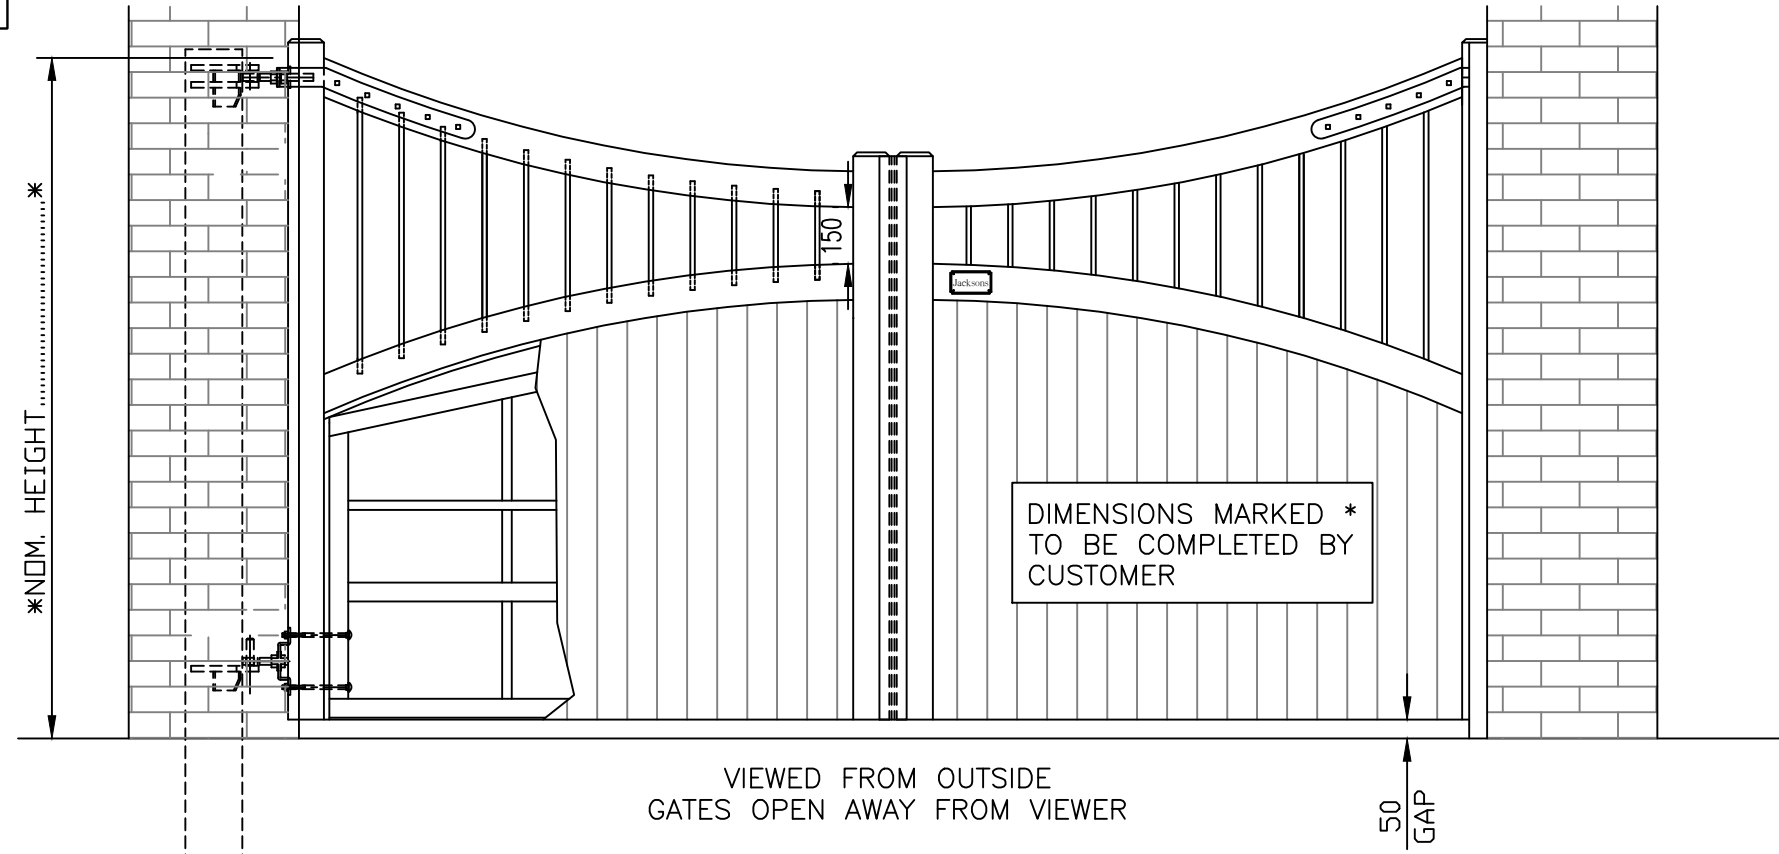 *NOM. HEIGHT....................*
150
Jacksons
DIMENSIONS MARKED *
TO BE COMPLETED BY
CUSTOMER
VIEWED FROM OUTSIDE
GATES OPEN AWAY FROM VIEWER
50
GAP